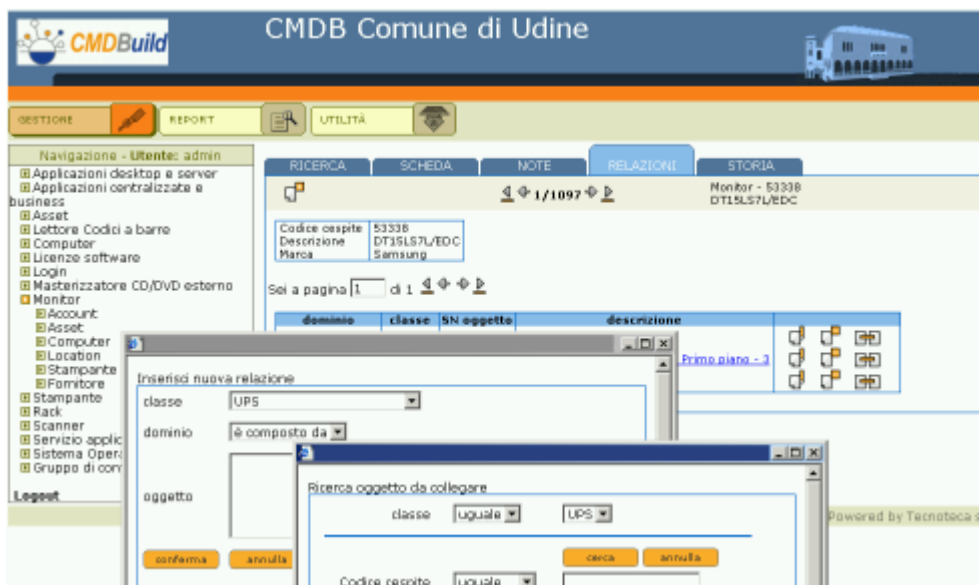 CMDBuild
CMDB Comune di Udine
GESTIONE
REPORT
UTILITÀ
Navigazione - Utente: admin
Applicazioni desktop e server
Applicazioni centralizzate e
business
Asset
Lettore Codici a barre
Computer
Licenze software
Login
Masterizzatore CD/DVD esterno
Monitor
Account
Asset
Computer
Location
Stampante
Fornitore
Stampante
Rack
Scanner
Servizio applic
Sistema Oper
Gruppo di con
Logout
RICERCA
SCHEDA
NOTE
RELAZIONI
STORIA
1/1097
Monitor - 53338
DT15LS7L/EDC
Codice cespite 53338
Descrizione DT15LS7L/EDC
Marca Samsung
Sei a pagina 1 di 1
dominio classe SN oggetto descrizione
Primo piano - 3
Inserisci nuova relazione
classe UPS
dominio è composto da
oggetto
conferma annulla
Ricerca oggetto da collegare
classe uguale UPS
cerca annulla
Codice cespite uguale
Powered by Tecnoteca s